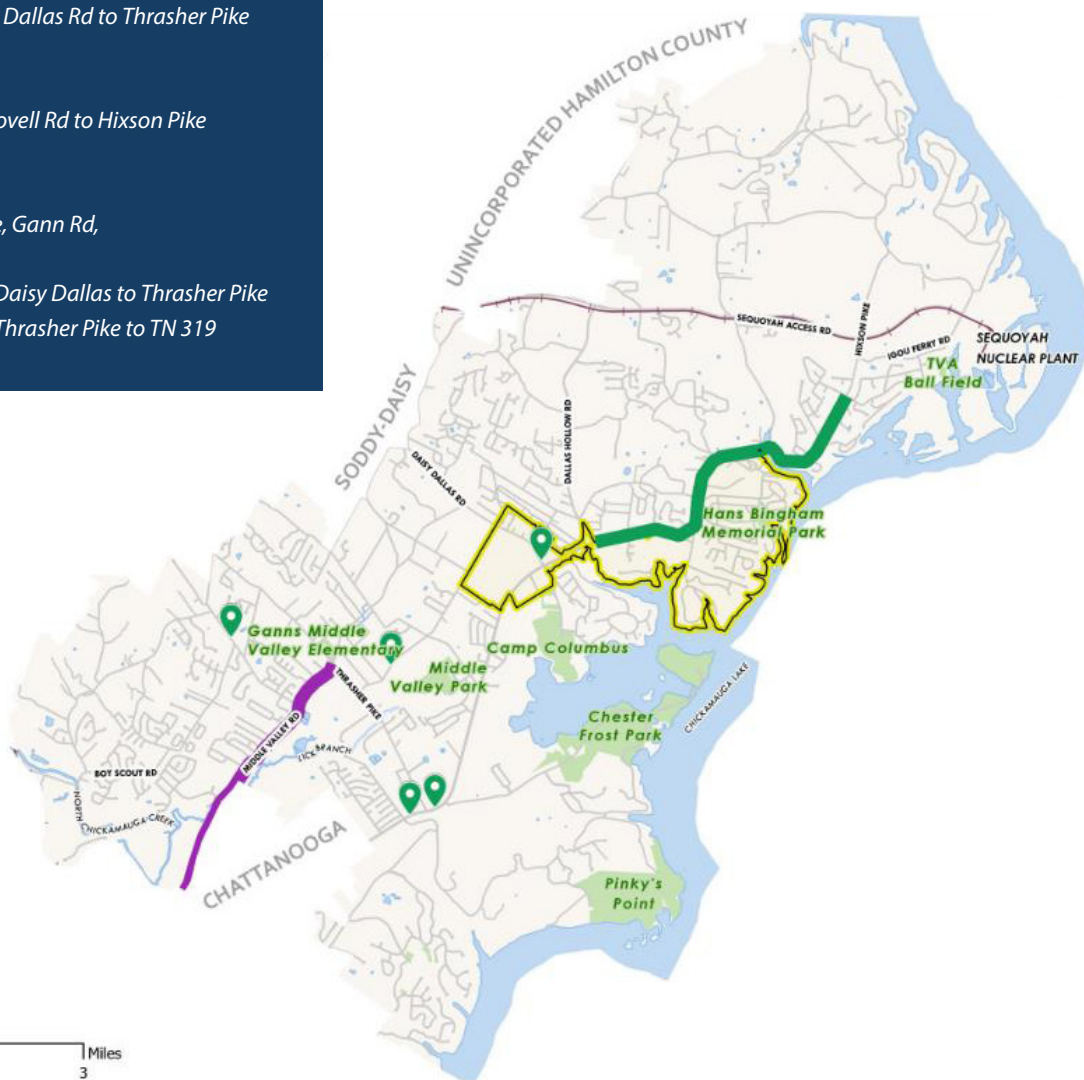 Dallas Rd to Thrasher Pike
ovell Rd to Hixson Pike
, Gann Rd,
Daisy Dallas to Thrasher Pike
Thrasher Pike to TN 319
UNINCORPORATED HAMILTON COUNTY
SODDY-DAISY
SEQUOYAH ACCESS RD
HIXSON PIKE
IGOU FERRY RD
SEQUOYAH
NUCLEAR PLANT
TVA
Ball Field
DAISY DALLAS RD
DALLAS HOLLOW RD
Hans Bingham
Memorial Park
Ganns Middle
Valley Elementary
Camp Columbus
Middle
Valley Park
THRASHER PIKE
Chester
Frost Park
CHICKAMAUGA LAKE
MIDDLE VALLEY RD
LICK BRANCH
BOY SCOUT RD
NORTH
CHICKAMAUGA CREEK
CHATTANOOGA
Pinky's
Point
Miles
3